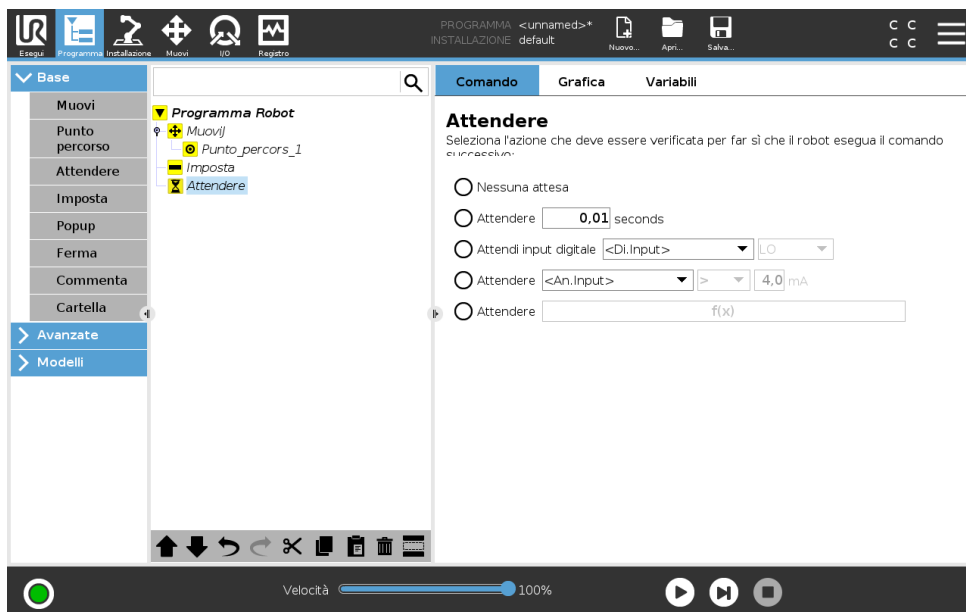 PROGRAMMA <unnamed>*
INSTALLAZIONE default
Esegui Programma Installazione Muovi I/O Registro
Nuovo... Apri... Salva...
C C
C C
Base
Muovi
Punto
percorso
Attendere
Imposta
Popup
Ferma
Commenta
Cartella
Avanzate
Modelli
Programma Robot
MuoviJ
Punto_percors_1
Imposta
Attendere
Comando Grafica Variabili
Attendere
Seleziona l'azione che deve essere verificata per far sì che il robot esegua il comando
successivo:
Nessuna attesa
Attendere 0,01 seconds
Attendi input digitale <Di.Input> LO
Attendere <An.Input> > 4,0 mA
Attendere f(x)
Velocità 100%